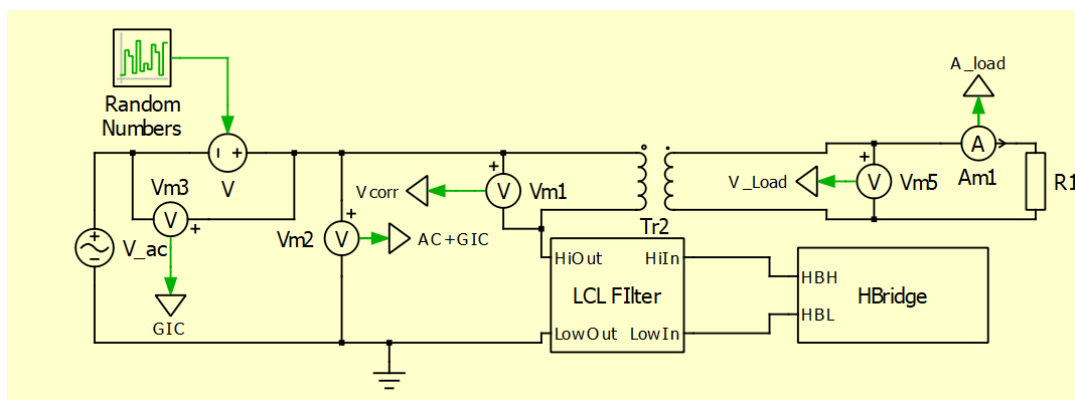 A_load
Random
Numbers
A
Am1
V
Vm3
V
V_ac
GIC
Vm2
V
AC+GIC
Vcorr
V
Vm1
Tr2
V_Load
V
Vm5
R1
HiOut
HiIn
LCL FIlter
LowOut
LowIn
HBH
HBL
HBridge